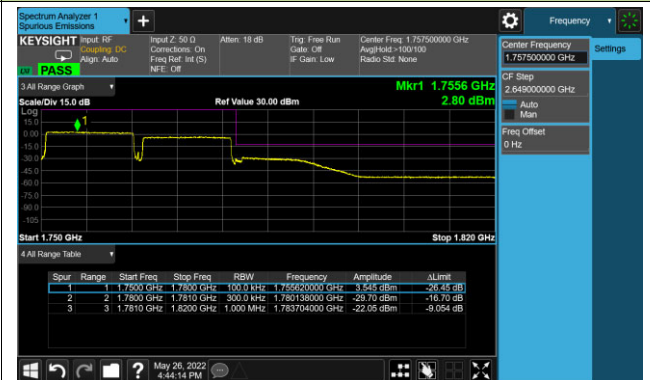 Spectrum Analyzer 1
Spurious Emissions
Frequency
KEYSIGHT
Input: RF
Coupling: DC
Align: Auto
Input Z: 50 Ω
Corrections: On
Freq Ref: Int (S)
NFE: Off
Atten: 18 dB
Trig: Free Run
Gate: Off
IF Gain: Low
Center Freq: 1.757500000 GHz
Avg|Hold:>100/100
Radio Std: None
PASS
Center Frequency
1.757500000 GHz
Settings
CF Step
2.649000000 GHz
Auto
Man
Freq Offset
0 Hz
3 All Range Graph
Mkr1 1.7556 GHz
2.80 dBm
Scale/Div 15.0 dB
Ref Value 30.00 dBm
Log
15.0
0.00
-15.0
-30.0
-45.0
-60.0
-75.0
-90.0
-105
1
Start 1.750 GHz
Stop 1.820 GHz
4 All Range Table
Spur Range Start Freq Stop Freq RBW Frequency Amplitude ΔLimit
1 1 1.7500 GHz 1.7800 GHz 100.0 kHz 1.755620000 GHz 3.545 dBm -26.45 dB
2 2 1.7800 GHz 1.7810 GHz 300.0 kHz 1.780138000 GHz -29.70 dBm -16.70 dB
3 3 1.7810 GHz 1.8200 GHz 1.000 MHz 1.783704000 GHz -22.05 dBm -9.054 dB
May 26, 2022
4:44:14 PM